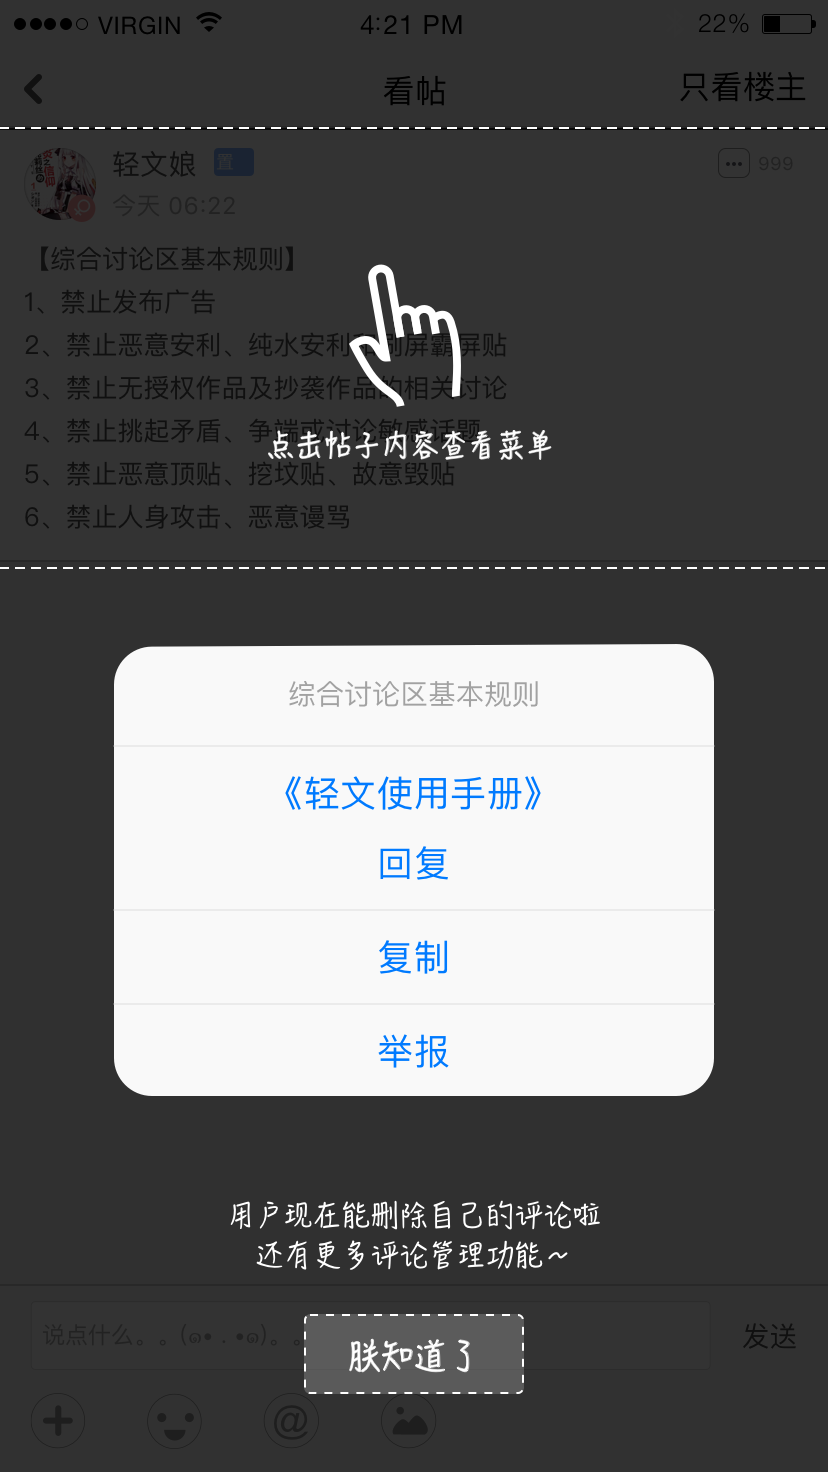 VIRGIN 4:21 PM 22%
看帖 只看楼主
轻文娘 置 999
今天 06:22
【综合讨论区基本规则】
1、禁止发布广告
2、禁止恶意安利、纯水安利和刷屏霸屏贴
3、禁止无授权作品及抄袭作品的相关讨论
4、禁止挑起矛盾、争端或讨论敏感话题
点击帖子内容查看菜单
5、禁止恶意顶贴、挖坟贴、故意毁贴
6、禁止人身攻击、恶意谩骂
综合讨论区基本规则
《轻文使用手册》
回复
复制
举报
用户现在能删除自己的评论啦
还有更多评论管理功能~
说点什么。。(๑• . •๑)。。 发送
朕知道了
@